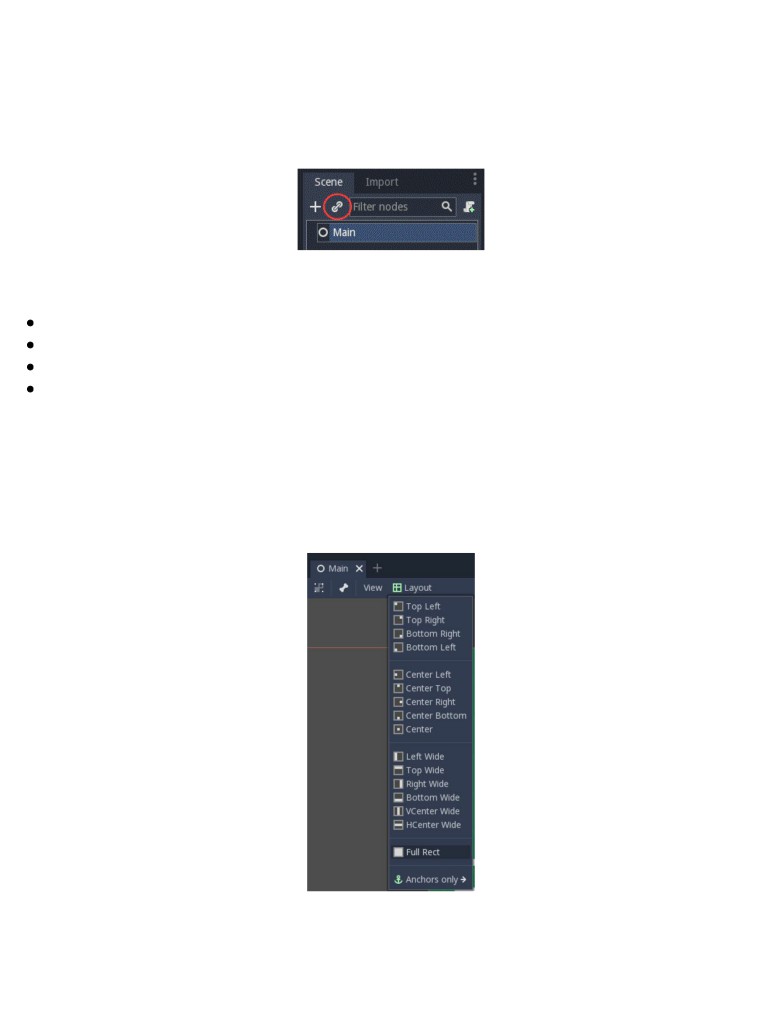 Scene Import
Filter nodes
Main
Main
View Layout
Top Left
Top Right
Bottom Right
Bottom Left
Center Left
Center Top
Center Right
Center Bottom
Center
Left Wide
Top Wide
Right Wide
Bottom Wide
VCenter Wide
HCenter Wide
Full Rect
Anchors only